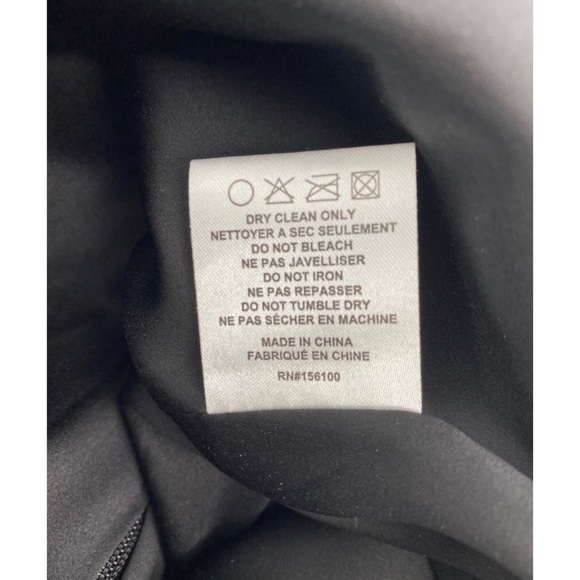 DRY CLEAN ONLY
NETTOYER A SEC SEULEMENT
DO NOT BLEACH
NE PAS JAVELLISER
DO NOT IRON
NE PAS REPASSER
DO NOT TUMBLE DRY
NE PAS SÉCHER EN MACHINE
MADE IN CHINA
FABRIQUÉ EN CHINE
RN#156100